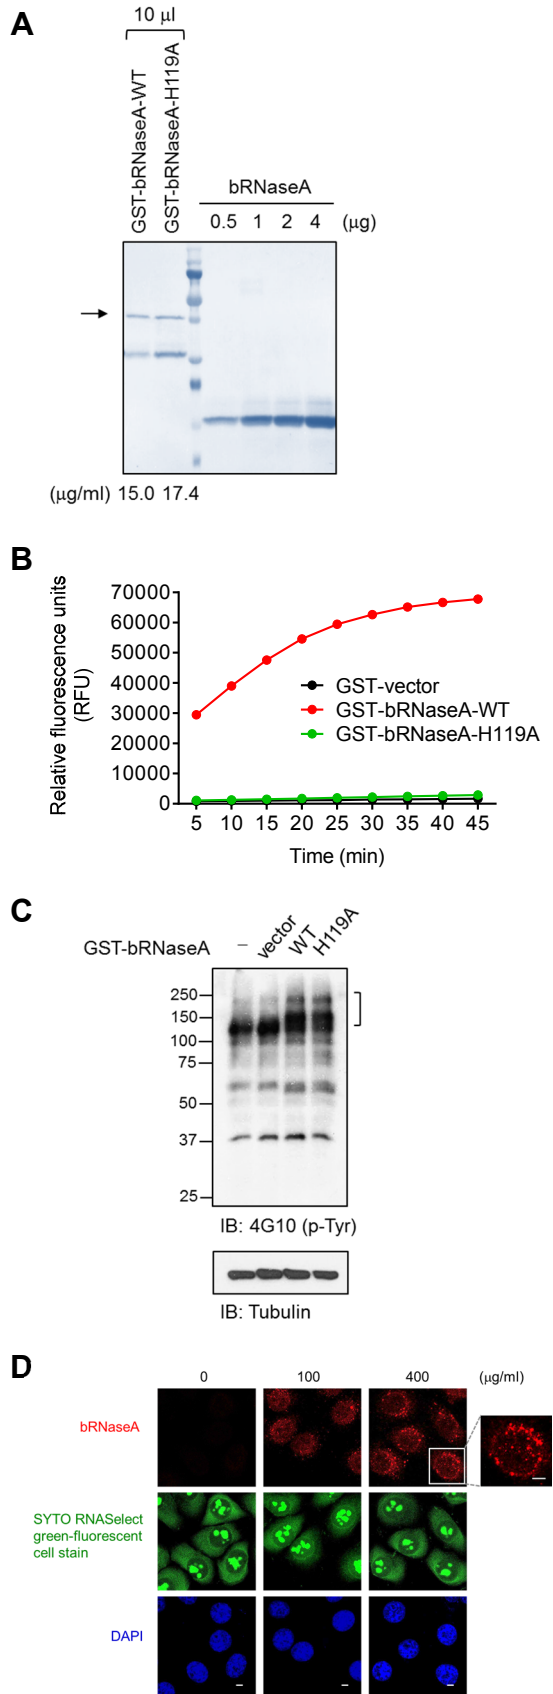 A
10 μl
GST-bRNaseA-WT
GST-bRNaseA-H119A
bRNaseA
0.5 1 2 4 (μg)
(μg/ml) 15.0 17.4
B
Relative fluorescence units
(RFU)
70000
60000
50000
40000
30000
20000
10000
0
GST-vector
GST-bRNaseA-WT
GST-bRNaseA-H119A
5 10 15 20 25 30 35 40 45
Time (min)
C
GST-bRNaseA – vector WT H119A
250
150
100
75
50
37
25
IB: 4G10 (p-Tyr)
IB: Tubulin
D
0 100 400 (μg/ml)
bRNaseA
SYTO RNASelect
green-fluorescent
cell stain
DAPI